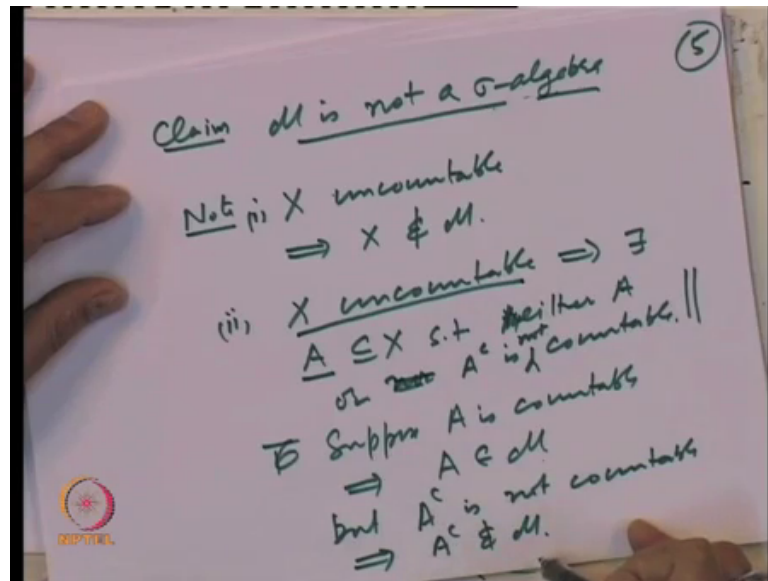 (5)
Claim M is not a σ-algebra
Note (i) X uncountable
⟹ X ∉ M.
(ii) X uncountable ⟹ ∃
A ⊆ X s.t. either A
or A^c is not countable. ||
Suppose A is countable
⟹ A ∈ M
but A^c is not countable
⟹ A^c ∉ M.
NPTEL